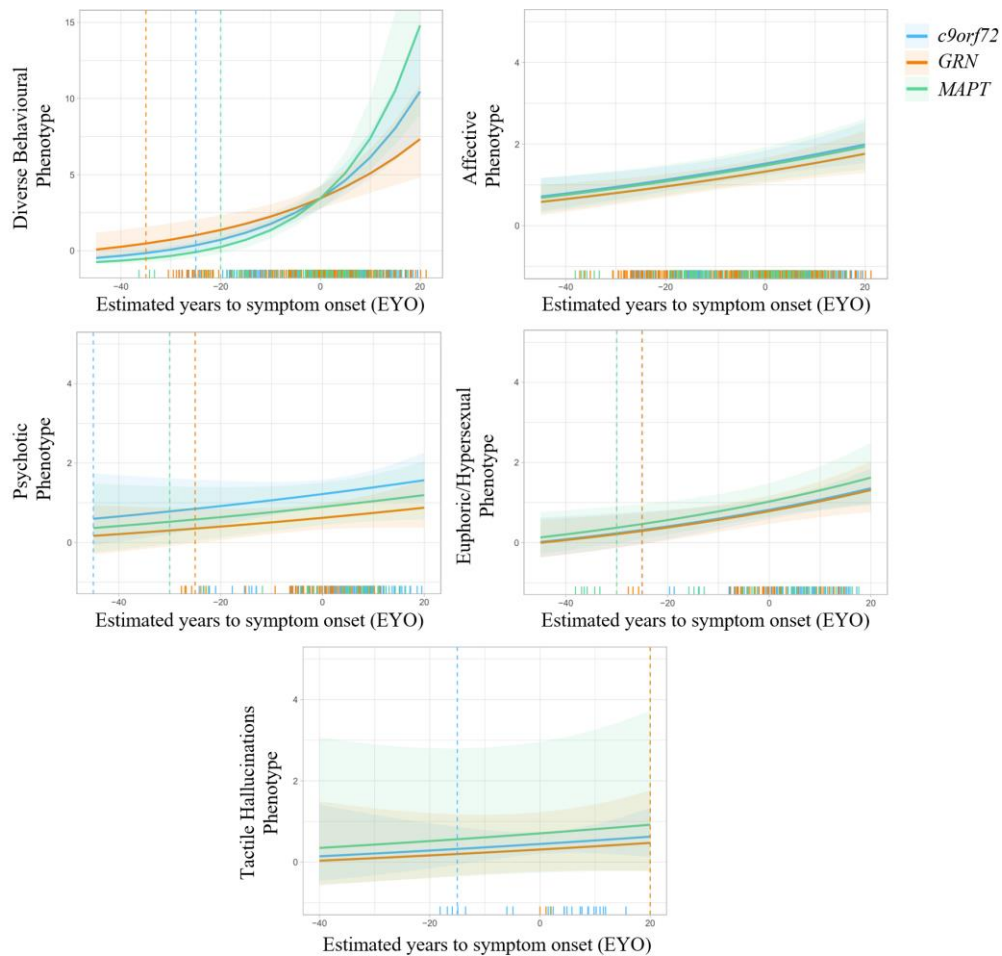 Diverse Behavioural
Phenotype
15
10
5
0
−40
−20
0
20
Estimated years to symptom onset (EYO)
Affective
Phenotype
4
2
0
−40
−20
0
20
Estimated years to symptom onset (EYO)
c9orf72
GRN
MAPT
Psychotic
Phenotype
4
2
0
−40
−20
0
20
Estimated years to symptom onset (EYO)
Euphoric/Hypersexual
Phenotype
4
2
0
−40
−20
0
20
Estimated years to symptom onset (EYO)
Tactile Hallucinations
Phenotype
4
2
0
−40
−20
0
20
Estimated years to symptom onset (EYO)